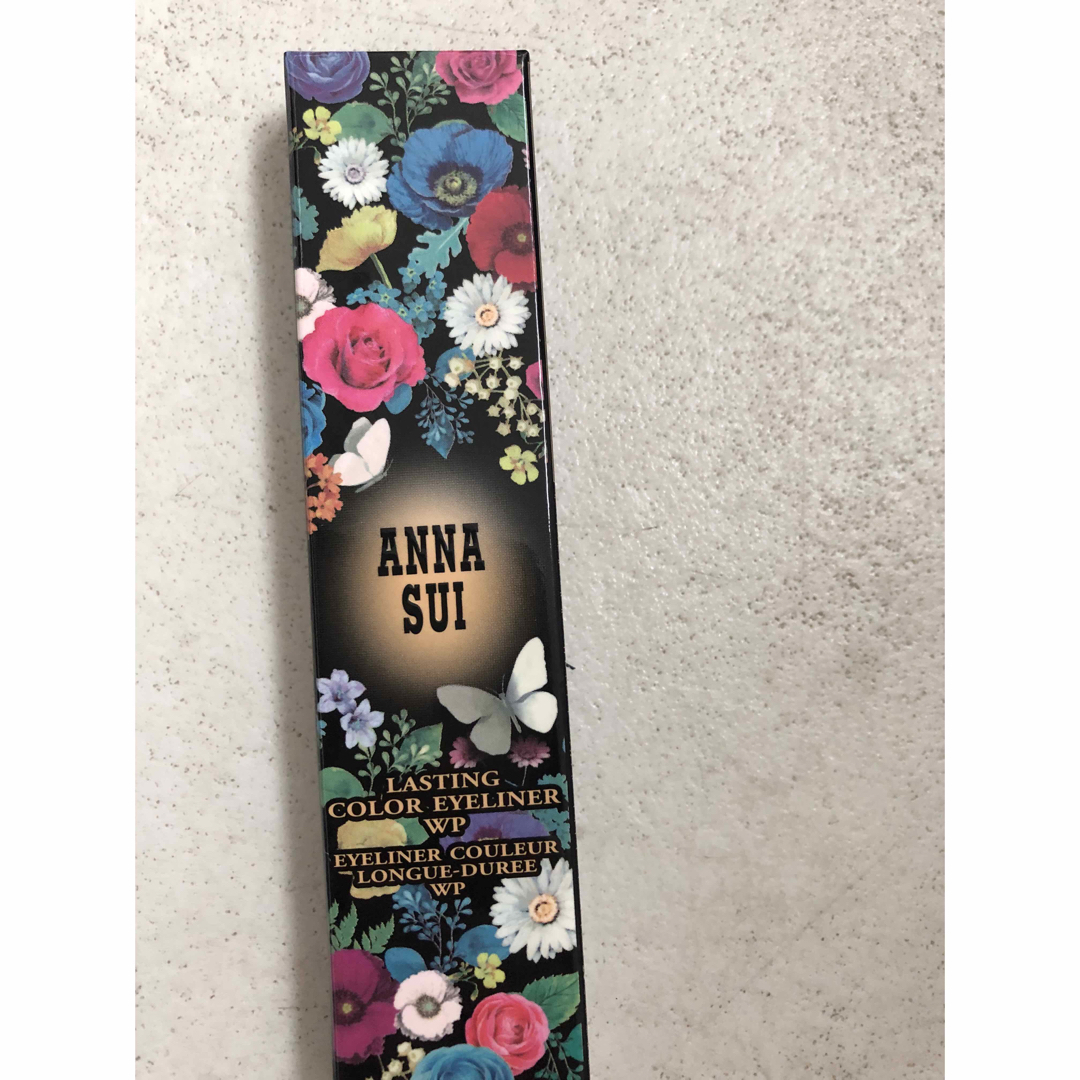 ANNA
SUI
LASTING
COLOR EYELINER
WP
EYELINER COULEUR
LONGUE-DUREE
WP